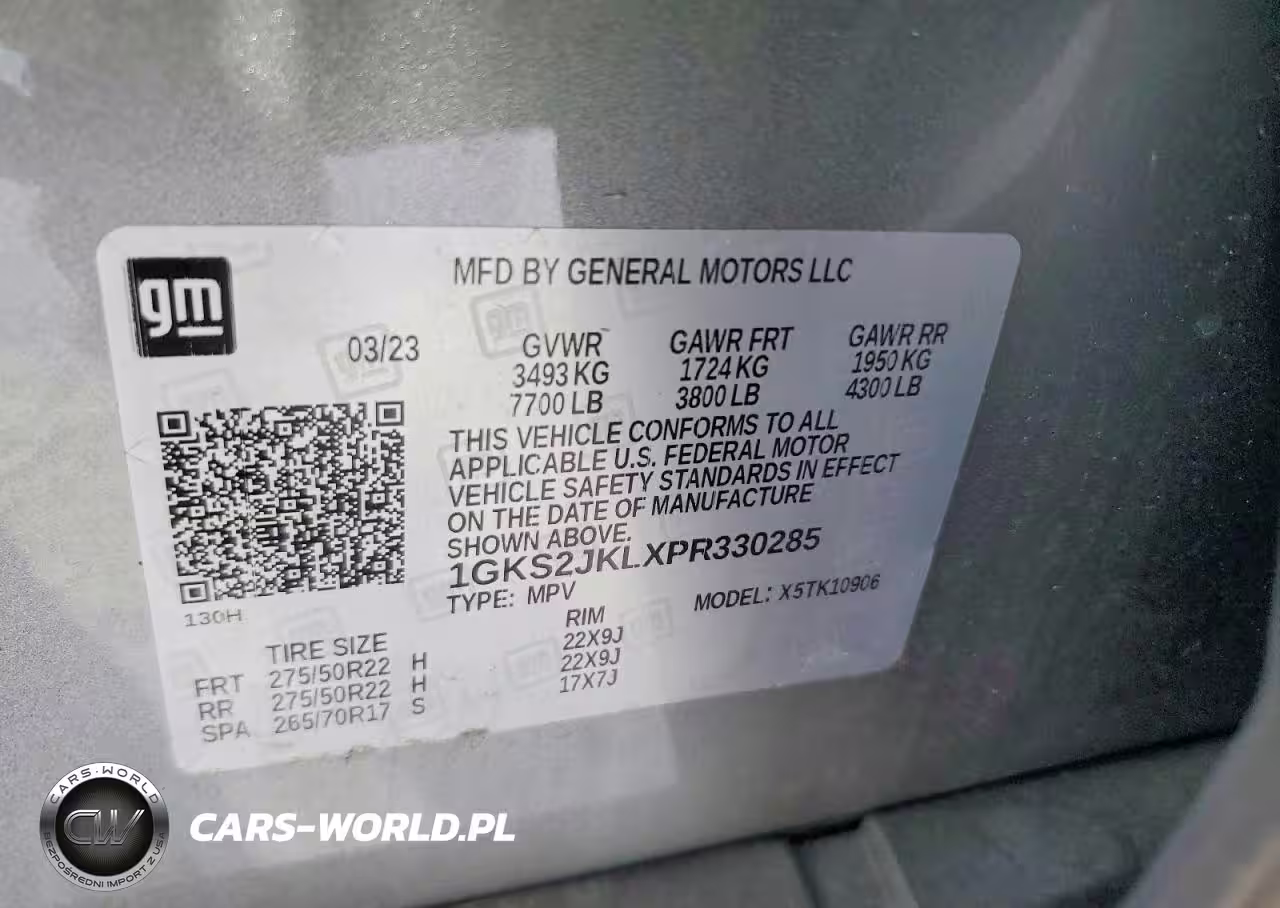 gm
MFD BY GENERAL MOTORS LLC
03/23
GVWR GAWR FRT GAWR RR
3493 KG 1724 KG 1950 KG
7700 LB 3800 LB 4300 LB
THIS VEHICLE CONFORMS TO ALL
APPLICABLE U.S. FEDERAL MOTOR
VEHICLE SAFETY STANDARDS IN EFFECT
ON THE DATE OF MANUFACTURE
SHOWN ABOVE.
1GKS2JKLXPR330285
TYPE: MPV MODEL: X5TK10906
130H
TIRE SIZE RIM
FRT 275/50R22 H 22X9J
RR 275/50R22 H 22X9J
SPA 265/70R17 S 17X7J
CARS-WORLD
CW
BEZPOŚREDNI IMPORT Z USA
CARS-WORLD.PL